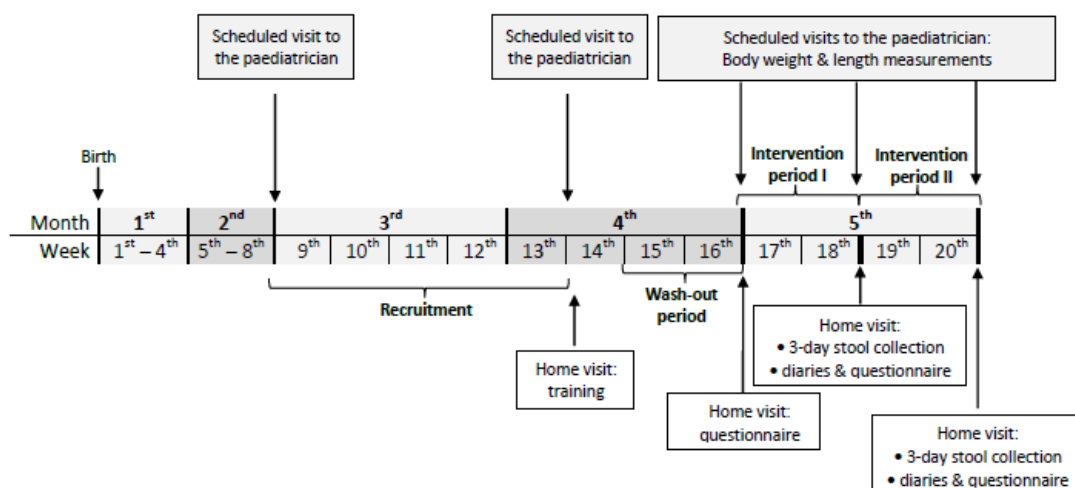 Scheduled visit to
the paediatrician
Scheduled visit to
the paediatrician
Scheduled visits to the paediatrician:
Body weight & length measurements
Birth
Intervention
period I
Intervention
period II
Month 1st 2nd 3rd 4th 5th
Week 1st – 4th 5th – 8th 9th 10th 11th 12th 13th 14th 15th 16th 17th 18th 19th 20th
Recruitment
Wash-out
period
Home visit:
training
Home visit:
questionnaire
Home visit:
• 3-day stool collection
• diaries & questionnaire
Home visit:
• 3-day stool collection
• diaries & questionnaire